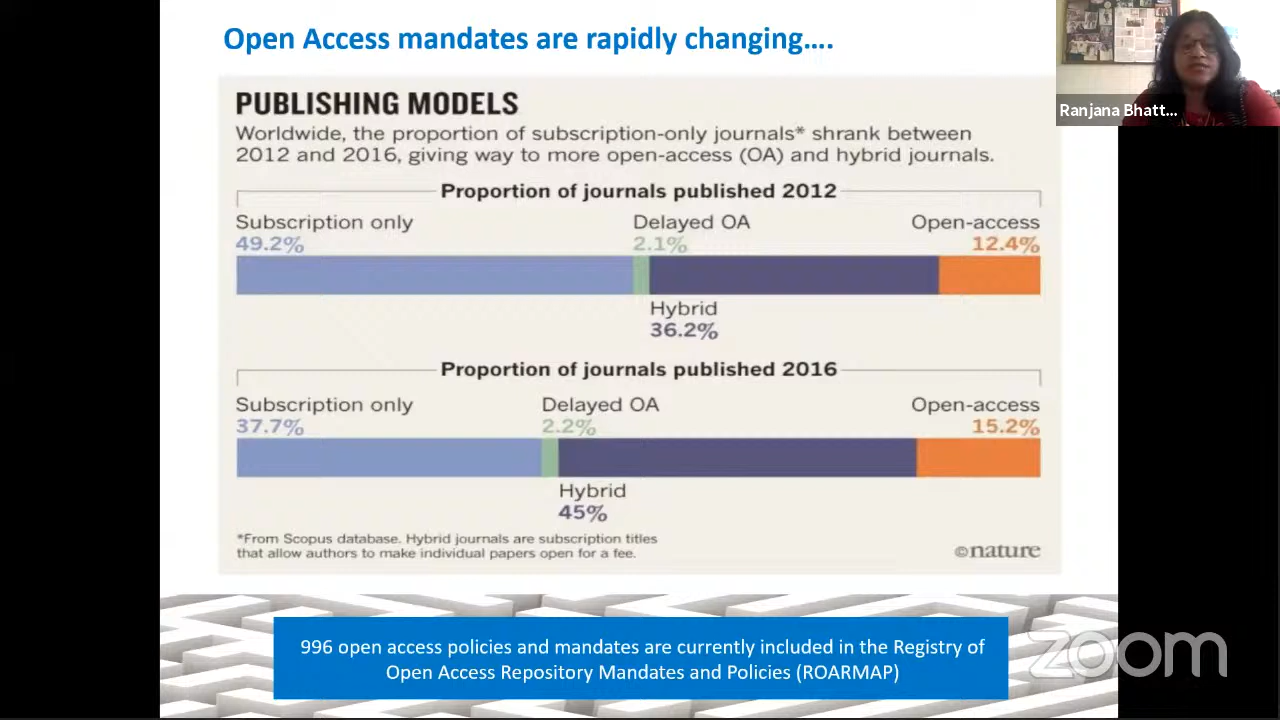 Open Access mandates are rapidly changing....
Ranjana Bhatt...
PUBLISHING MODELS
Worldwide, the proportion of subscription-only journals* shrank between
2012 and 2016, giving way to more open-access (OA) and hybrid journals.
Proportion of journals published 2012
Subscription only
49.2%
Delayed OA
2.1%
Open-access
12.4%
Hybrid
36.2%
Proportion of journals published 2016
Subscription only
37.7%
Delayed OA
2.2%
Open-access
15.2%
Hybrid
45%
*From Scopus database. Hybrid journals are subscription titles
that allow authors to make individual papers open for a fee.
©nature
996 open access policies and mandates are currently included in the Registry of
Open Access Repository Mandates and Policies (ROARMAP)
zoom